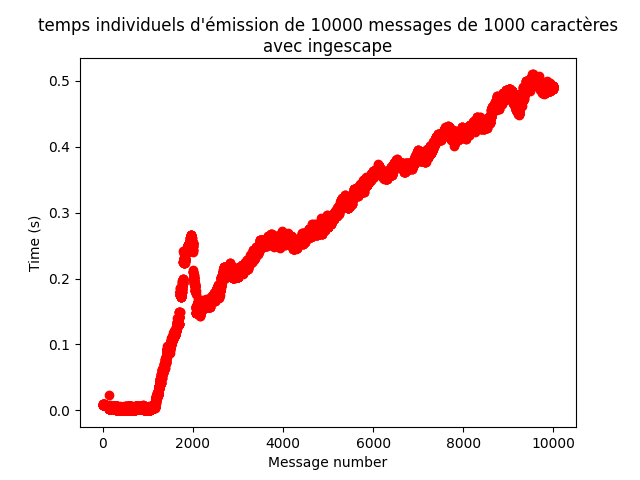 temps individuels d'émission de 10000 messages de 1000 caractères
avec ingescape
0.5
0.4
0.3
0.2
0.1
0.0
Time (s)
0 2000 4000 6000 8000 10000
Message number